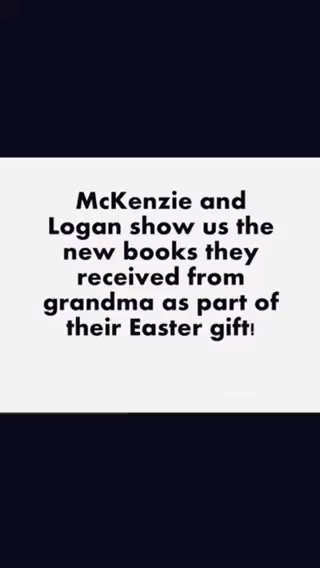 McKenzie and
Logan show us the
new books they
received from
grandma as part of
their Easter gift!